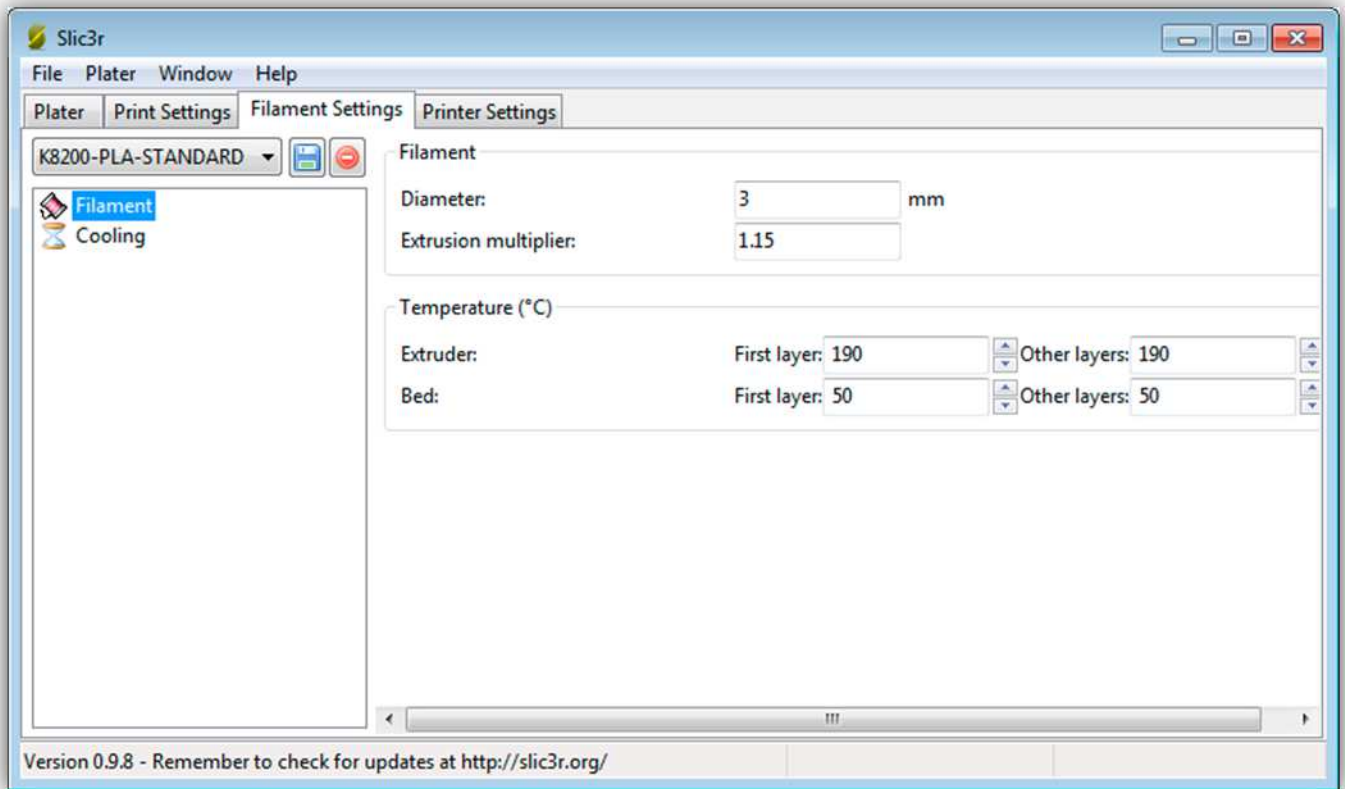 Slic3r
File Plater Window Help
Plater Print Settings Filament Settings Printer Settings
K8200-PLA-STANDARD
Filament
Cooling
Filament
Diameter: 3 mm
Extrusion multiplier: 1.15
Temperature (°C)
Extruder: First layer: 190 Other layers: 190
Bed: First layer: 50 Other layers: 50
Version 0.9.8 - Remember to check for updates at http://slic3r.org/